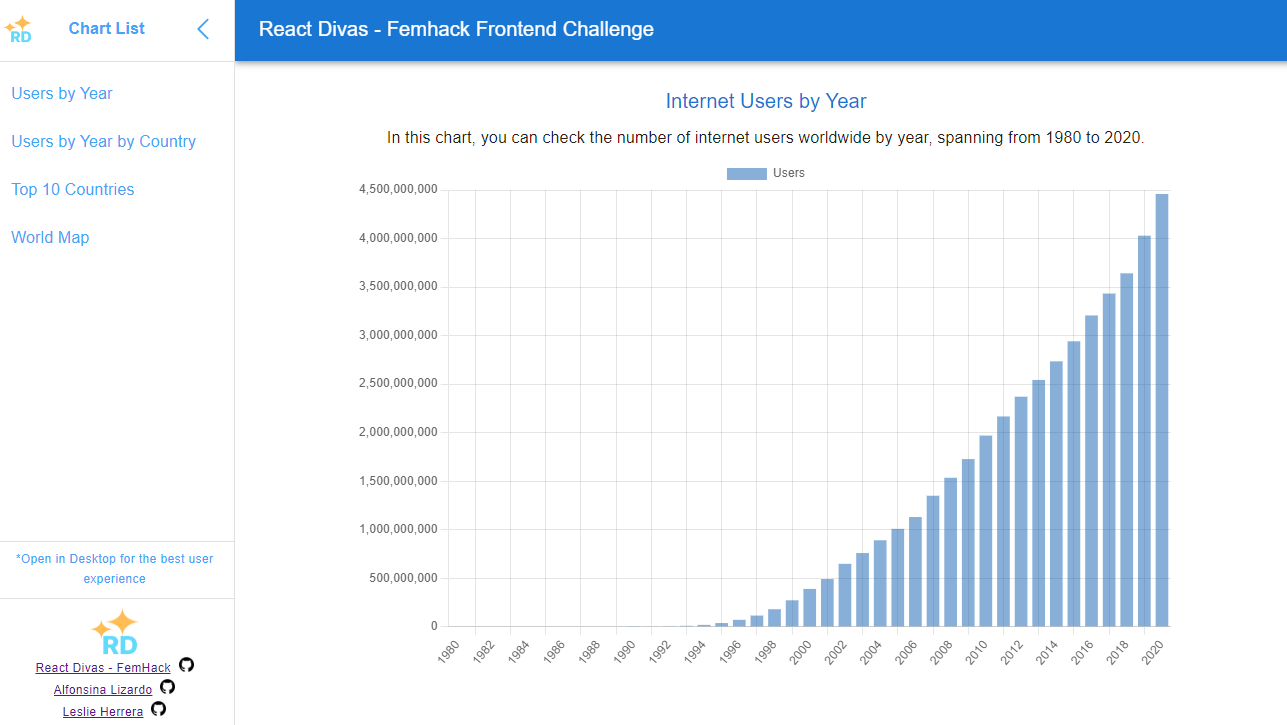 RD
Chart List
React Divas - Femhack Frontend Challenge
Users by Year
Users by Year by Country
Top 10 Countries
World Map
*Open in Desktop for the best user
experience
RD
React Divas - FemHack
Alfonsina Lizardo
Leslie Herrera
Internet Users by Year
In this chart, you can check the number of internet users worldwide by year, spanning from 1980 to 2020.
Users
4,500,000,000
4,000,000,000
3,500,000,000
3,000,000,000
2,500,000,000
2,000,000,000
1,500,000,000
1,000,000,000
500,000,000
0
1980 1982 1984 1986 1988 1990 1992 1994 1996 1998 2000 2002 2004 2006 2008 2010 2012 2014 2016 2018 2020